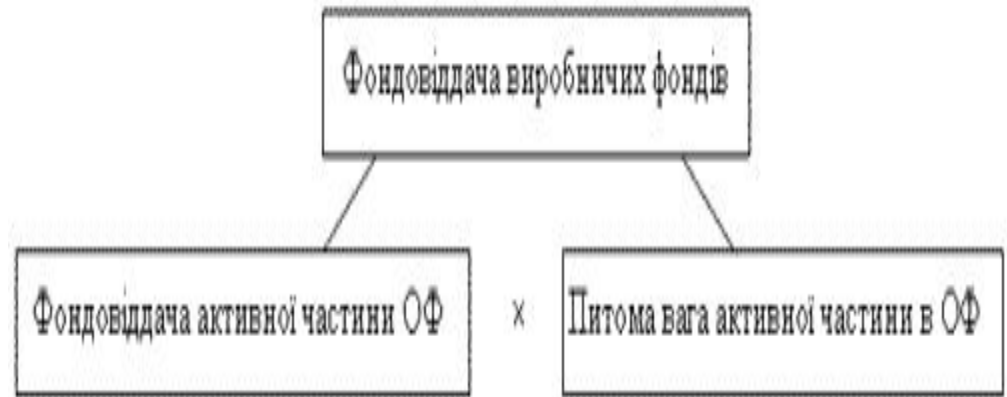 Фондовіддача виробничих фондів
Фондовіддача активної частини ОФ х Питома вага активної частини в ОФ